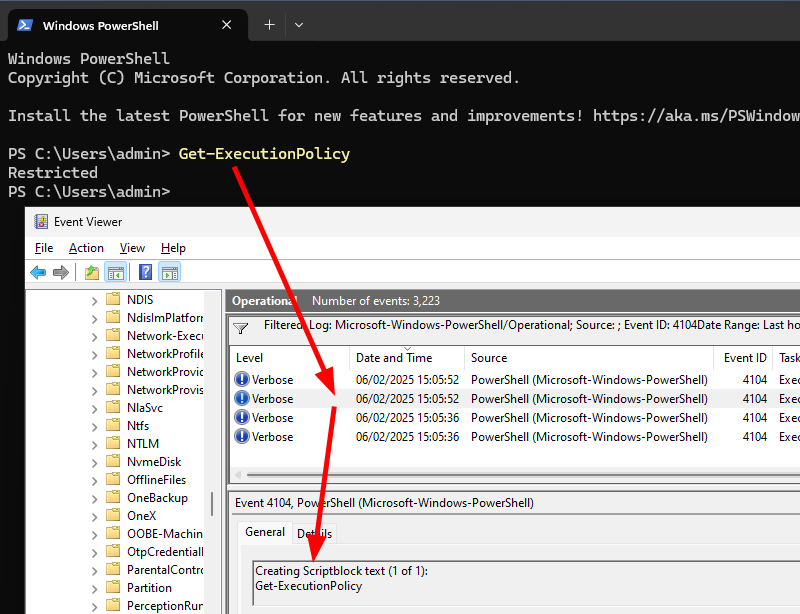 Windows PowerShell
Windows PowerShell
Copyright (C) Microsoft Corporation. All rights reserved.
Install the latest PowerShell for new features and improvements! https://aka.ms/PSWindow
PS C:\Users\admin> Get-ExecutionPolicy
Restricted
PS C:\Users\admin>
Event Viewer
File Action View Help
NDIS
NdisImPlatfor
Network-Execu
NetworkProfile
NetworkProvic
NetworkProvis
NlaSvc
Ntfs
NTLM
NvmeDisk
OfflineFiles
OneBackup
OneX
OOBE-Machin
OtpCredentiall
ParentalContro
Partition
PerceptionRun
Operational Number of events: 3,223
Filtered: Log: Microsoft-Windows-PowerShell/Operational; Source: ; Event ID: 4104Date Range: Last ho
Level Date and Time Source Event ID Task
Verbose 06/02/2025 15:05:52 PowerShell (Microsoft-Windows-PowerShell) 4104 Exec
Verbose 06/02/2025 15:05:52 PowerShell (Microsoft-Windows-PowerShell) 4104 Exec
Verbose 06/02/2025 15:05:36 PowerShell (Microsoft-Windows-PowerShell) 4104 Exec
Verbose 06/02/2025 15:05:36 PowerShell (Microsoft-Windows-PowerShell) 4104 Exec
Event 4104, PowerShell (Microsoft-Windows-PowerShell)
General Details
Creating Scriptblock text (1 of 1):
Get-ExecutionPolicy